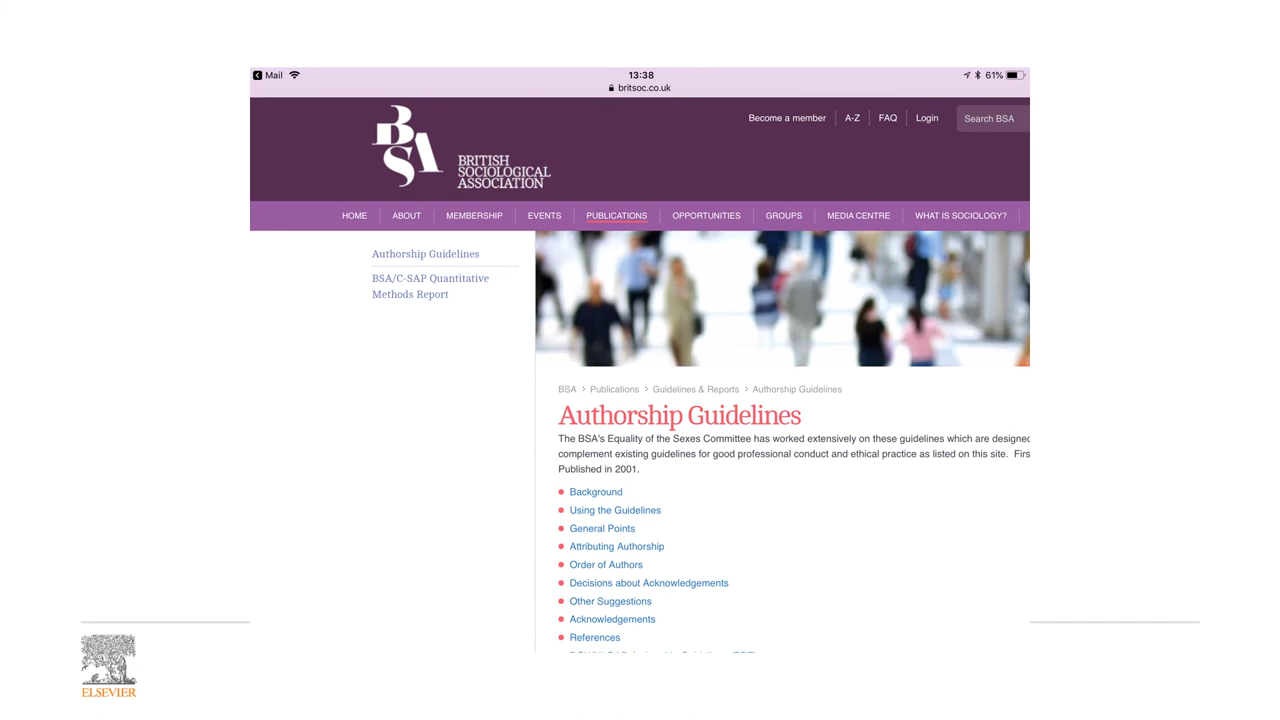 Mail
13:38
61%
britsoc.co.uk
Become a member
A-Z
FAQ
Login
Search BSA
BSA
BRITISH
SOCIOLOGICAL
ASSOCIATION
HOME
ABOUT
MEMBERSHIP
EVENTS
PUBLICATIONS
OPPORTUNITIES
GROUPS
MEDIA CENTRE
WHAT IS SOCIOLOGY?
Authorship Guidelines
BSA/C-SAP Quantitative
Methods Report
BSA > Publications > Guidelines & Reports > Authorship Guidelines
Authorship Guidelines
The BSA's Equality of the Sexes Committee has worked extensively on these guidelines which are designed
complement existing guidelines for good professional conduct and ethical practice as listed on this site. Firs
Published in 2001.
Background
Using the Guidelines
General Points
Attributing Authorship
Order of Authors
Decisions about Acknowledgements
Other Suggestions
Acknowledgements
References
ELSEVIER